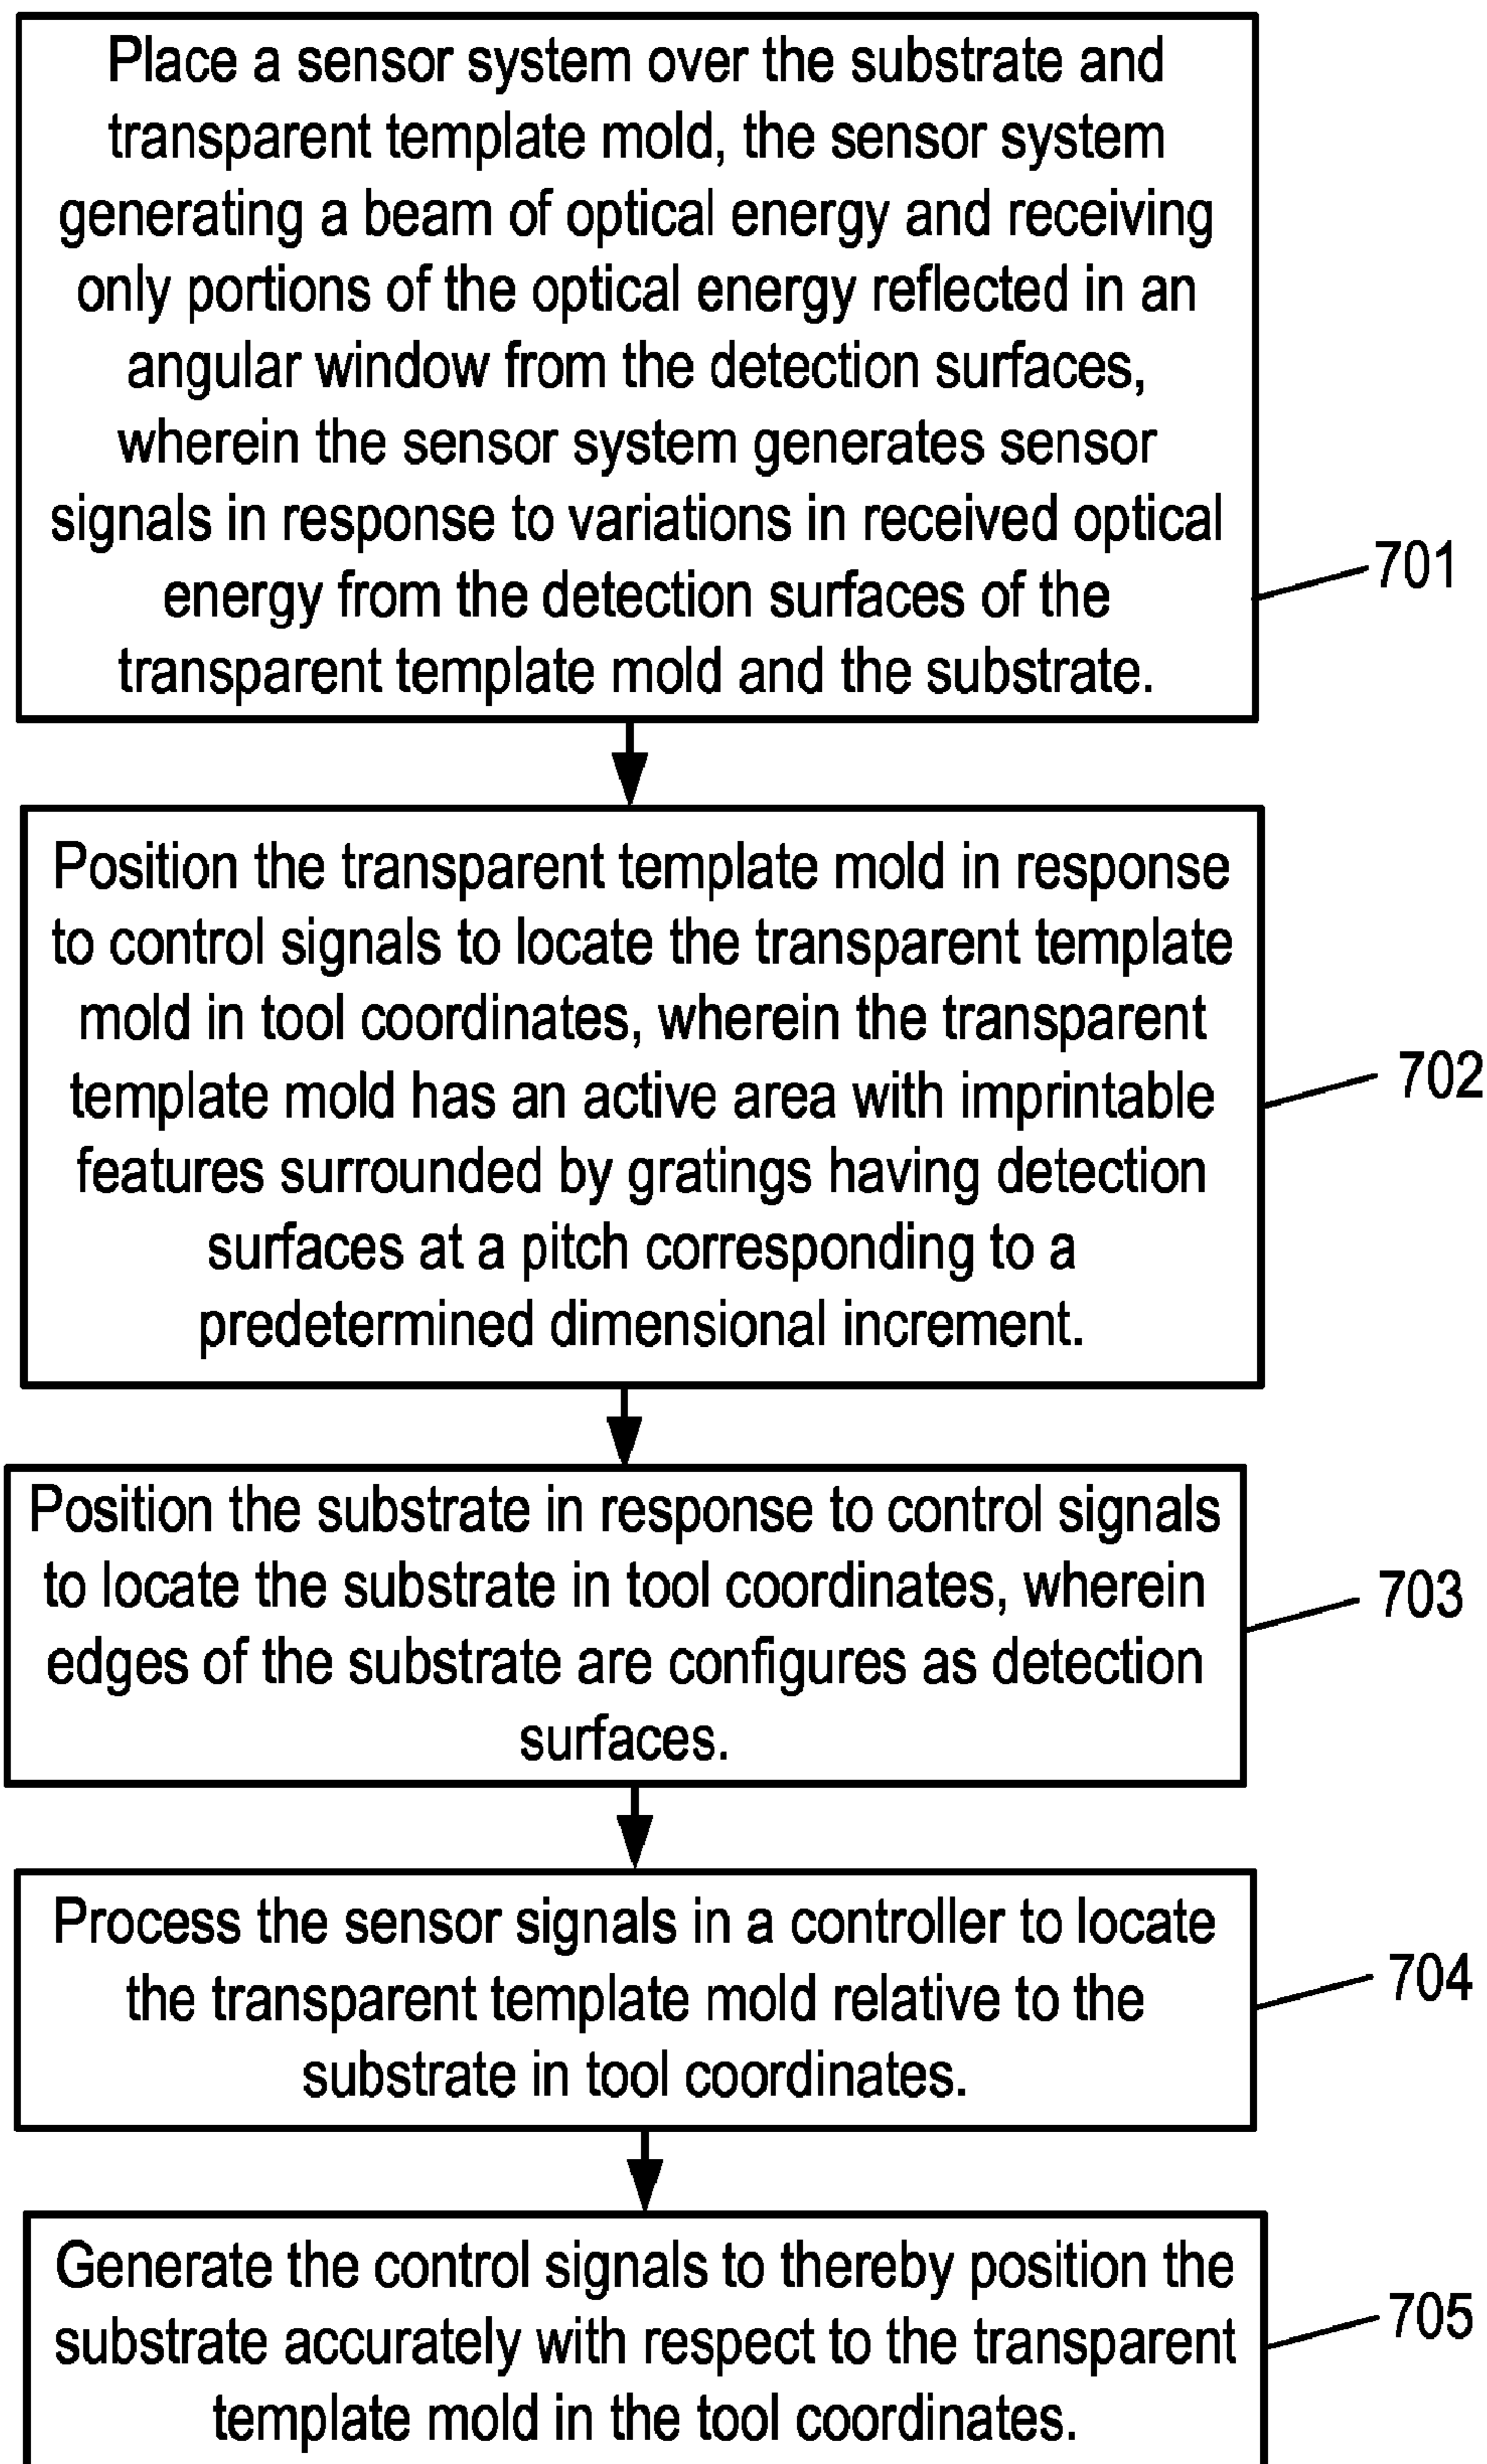 Place a sensor system over the substrate and
transparent template mold, the sensor system
generating a beam of optical energy and receiving
only portions of the optical energy reflected in an
angular window from the detection surfaces,
wherein the sensor system generates sensor
signals in response to variations in received optical
energy from the detection surfaces of the
transparent template mold and the substrate.
701
Position the transparent template mold in response
to control signals to locate the transparent template
mold in tool coordinates, wherein the transparent
template mold has an active area with imprintable
features surrounded by gratings having detection
surfaces at a pitch corresponding to a
predetermined dimensional increment.
702
Position the substrate in response to control signals
to locate the substrate in tool coordinates, wherein
edges of the substrate are configures as detection
surfaces.
703
Process the sensor signals in a controller to locate
the transparent template mold relative to the
substrate in tool coordinates.
704
Generate the control signals to thereby position the
substrate accurately with respect to the transparent
template mold in the tool coordinates.
705